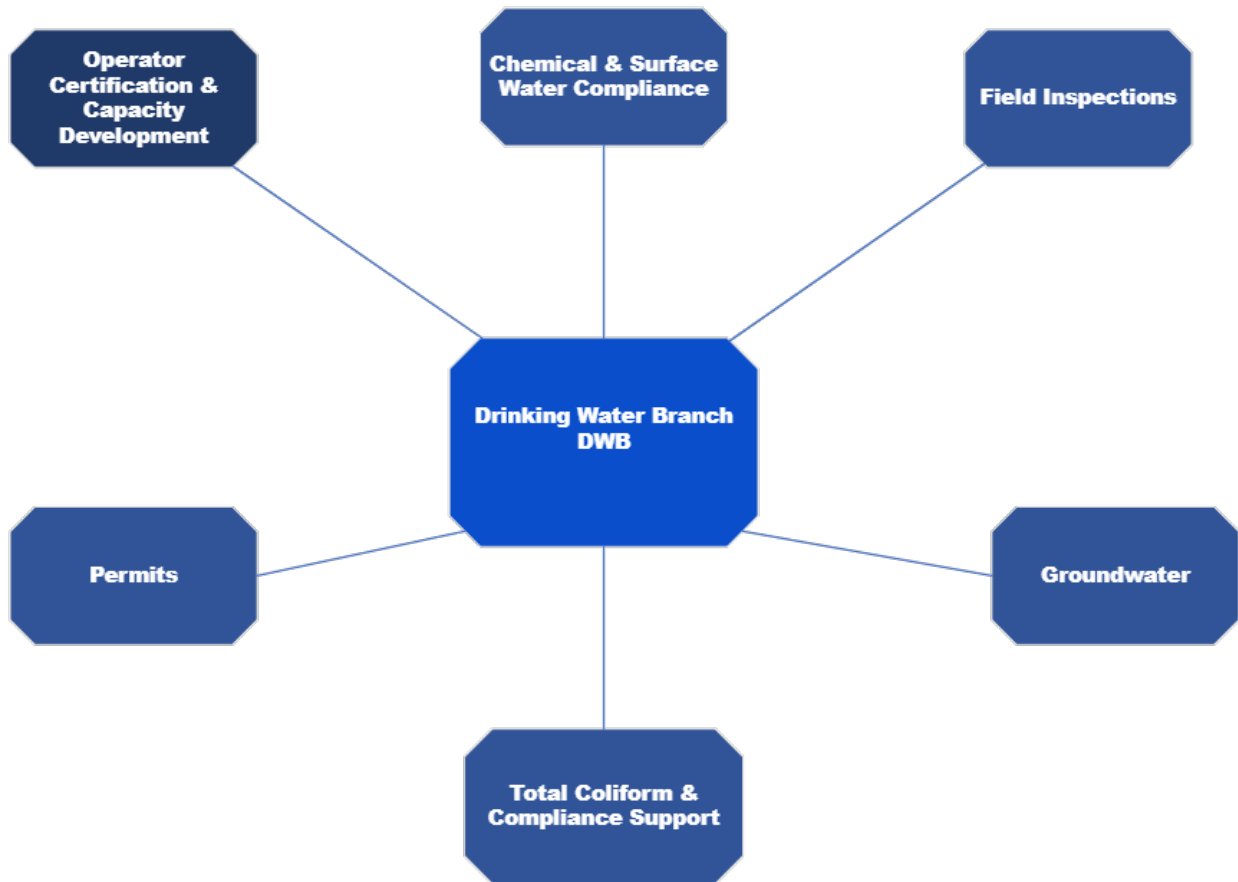 Operator
Certification &
Capacity
Development
Chemical & Surface
Water Compliance
Field Inspections
Drinking Water Branch
DWB
Permits
Groundwater
Total Coliform &
Compliance Support